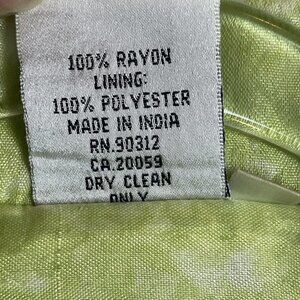 100% RAYON
LINING:
100% POLYESTER
MADE IN INDIA
RN.90312
CA.20059
DRY CLEAN
ONLY